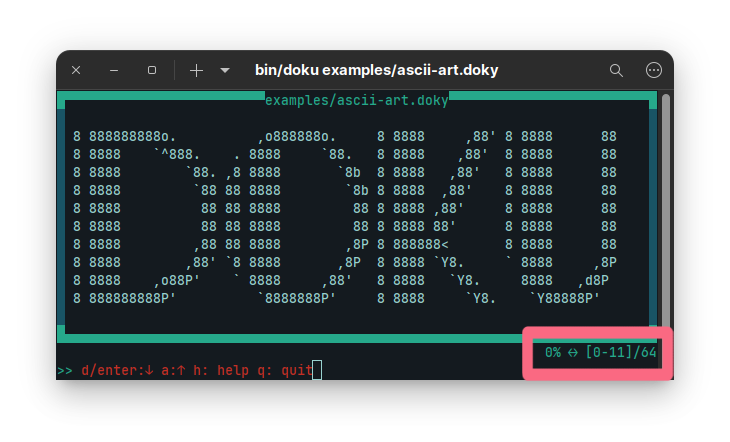 bin/doku examples/ascii-art.doky
examples/ascii-art.doky
8 888888888o.          ,o888888o.     8 8888     ,88' 8 8888      88
8 8888    `^888.    . 8888     `88.   8 8888    ,88'  8 8888      88
8 8888        `88. ,8 8888       `8b  8 8888   ,88'   8 8888      88
8 8888         `88 88 8888        `8b 8 8888  ,88'    8 8888      88
8 8888          88 88 8888         88 8 8888 ,88'     8 8888      88
8 8888          88 88 8888         88 8 8888 88'      8 8888      88
8 8888         ,88 88 8888        ,8P 8 888888<       8 8888      88
8 8888        ,88' `8 8888       ,8P  8 8888 `Y8.     ` 8888     ,8P
8 8888    ,o88P'    ` 8888     ,88'   8 8888   `Y8.     8888   ,d8P
8 888888888P'          `8888888P'     8 8888     `Y8.    `Y88888P'
0% ↔ [0-11]/64
>> d/enter:↓ a:↑ h: help q: quit